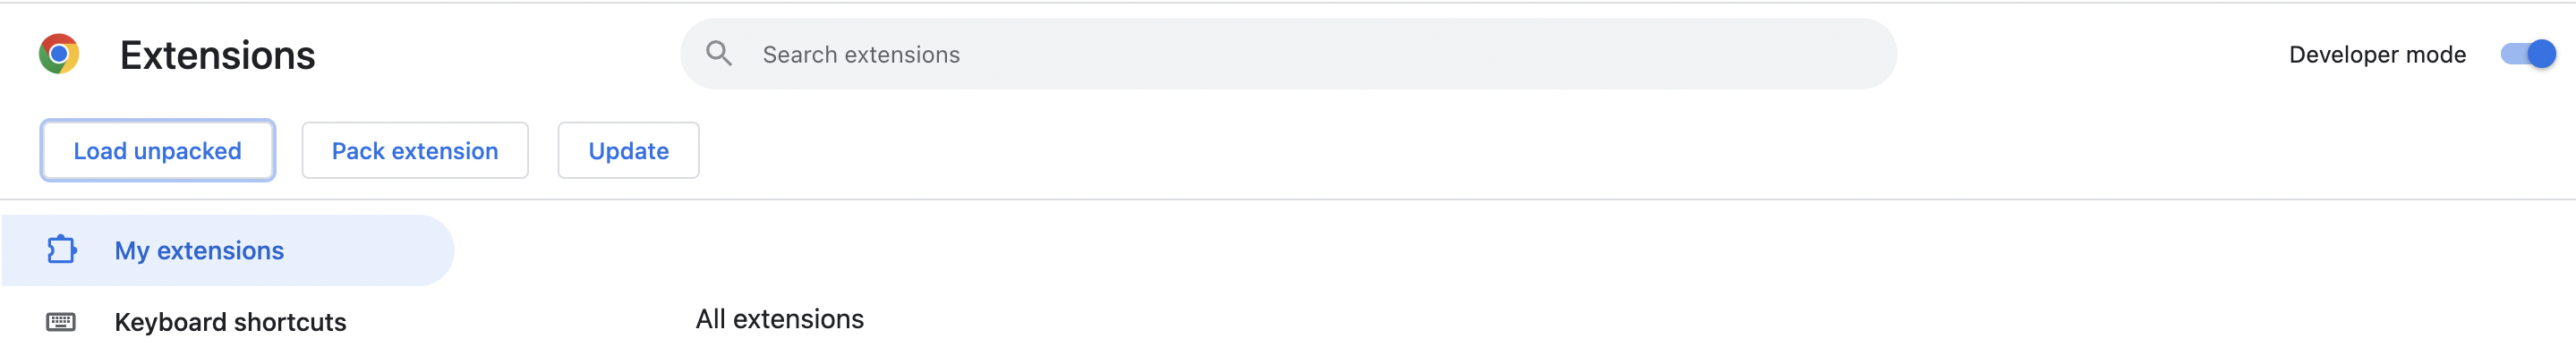 Extensions
Search extensions
Developer mode
Load unpacked
Pack extension
Update
My extensions
Keyboard shortcuts
All extensions